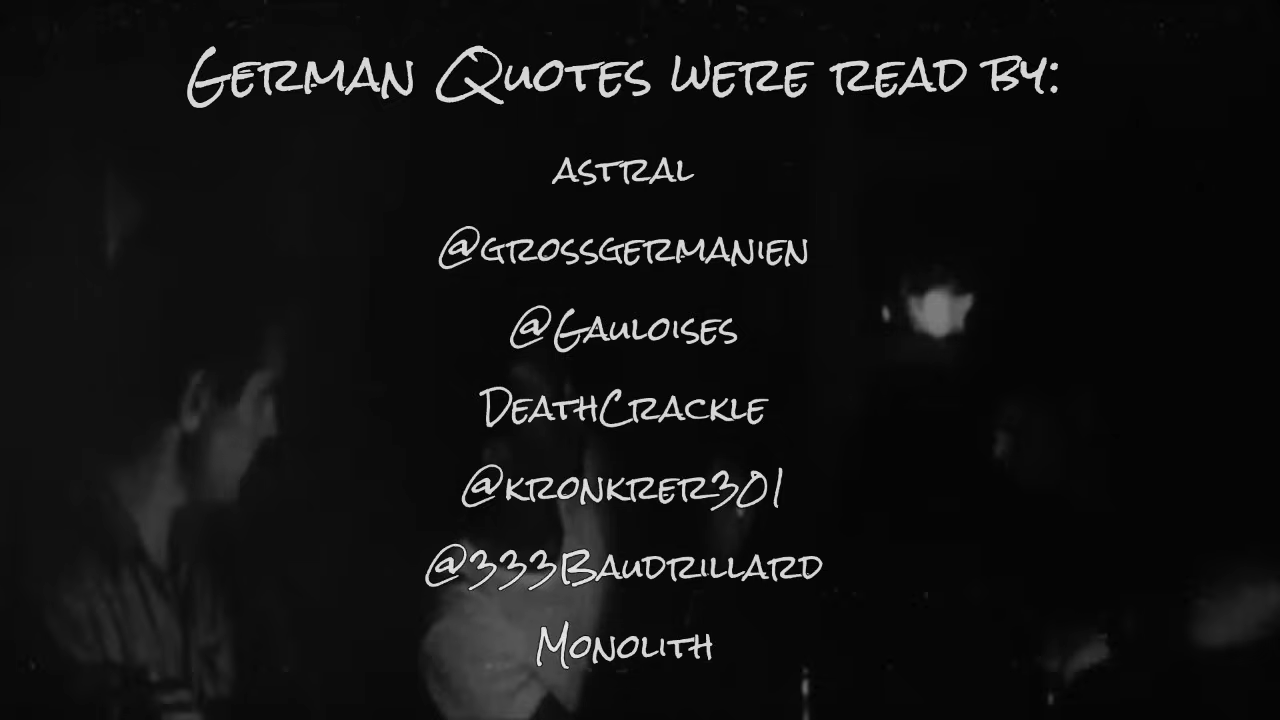 German Quotes were read by:
astral
@grossgermanien
@Gauloises
DeathCrackle
@kronkrer301
@333Baudrillard
Monolith